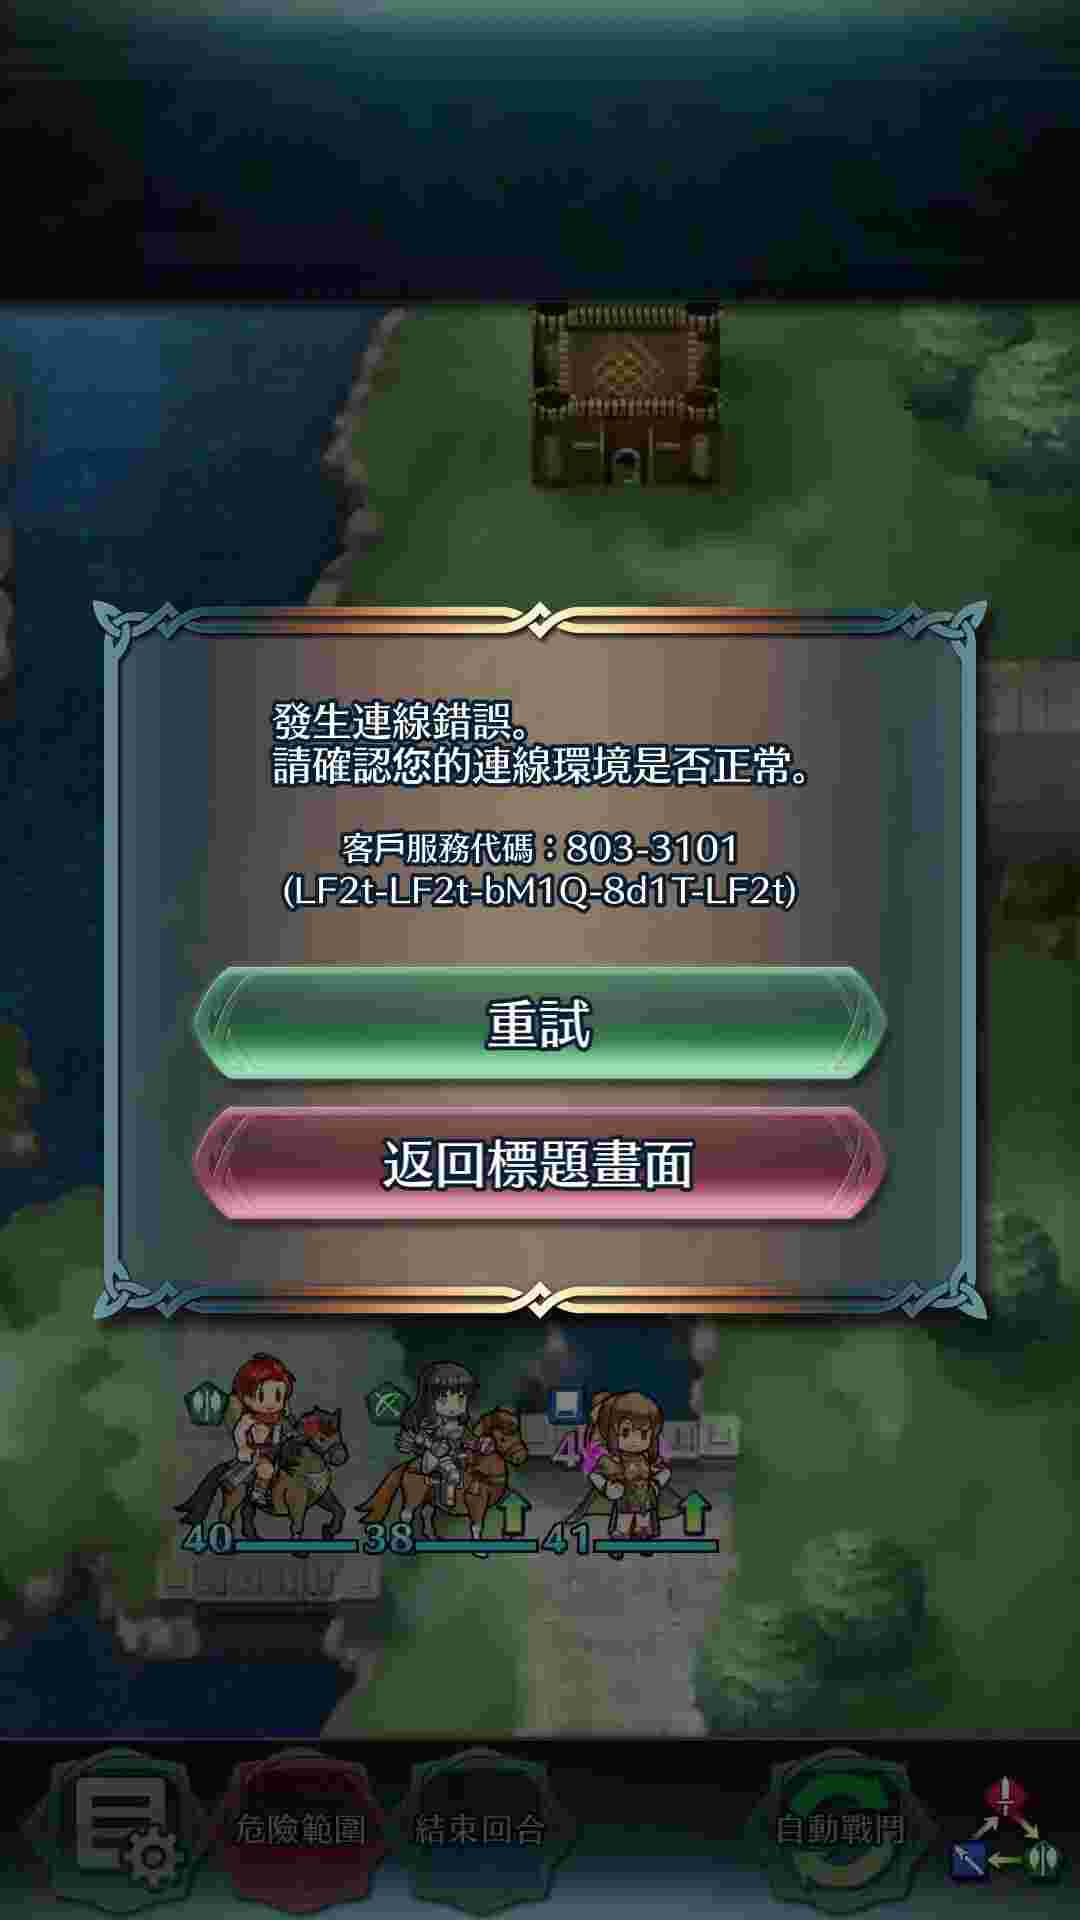 發生連線錯誤。
請確認您的連線環境是否正常。
客戶服務代碼：803-3101
(LF2t-LF2t-bM1Q-8d1T-LF2t)
重試
返回標題畫面
4
40
38
41
危險範圍
結束回合
自動戰鬥